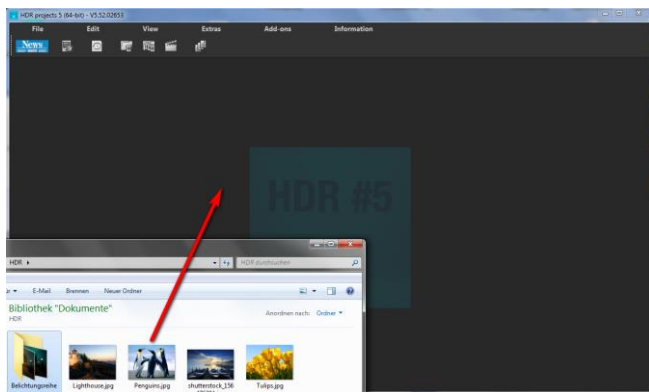 HDR projects 5 (64-bit) - V5.52.02653
File Edit View Extras Add-ons Information
News
HDR #5
HDR
HDR durchsuchen
E-Mail Brennen Neuer Ordner
Bibliothek "Dokumente"
HDR
Anordnen nach: Ordner
Belichtungsreihe Lighthouse.jpg Penguins.jpg shutterstock_156 Tulips.jpg